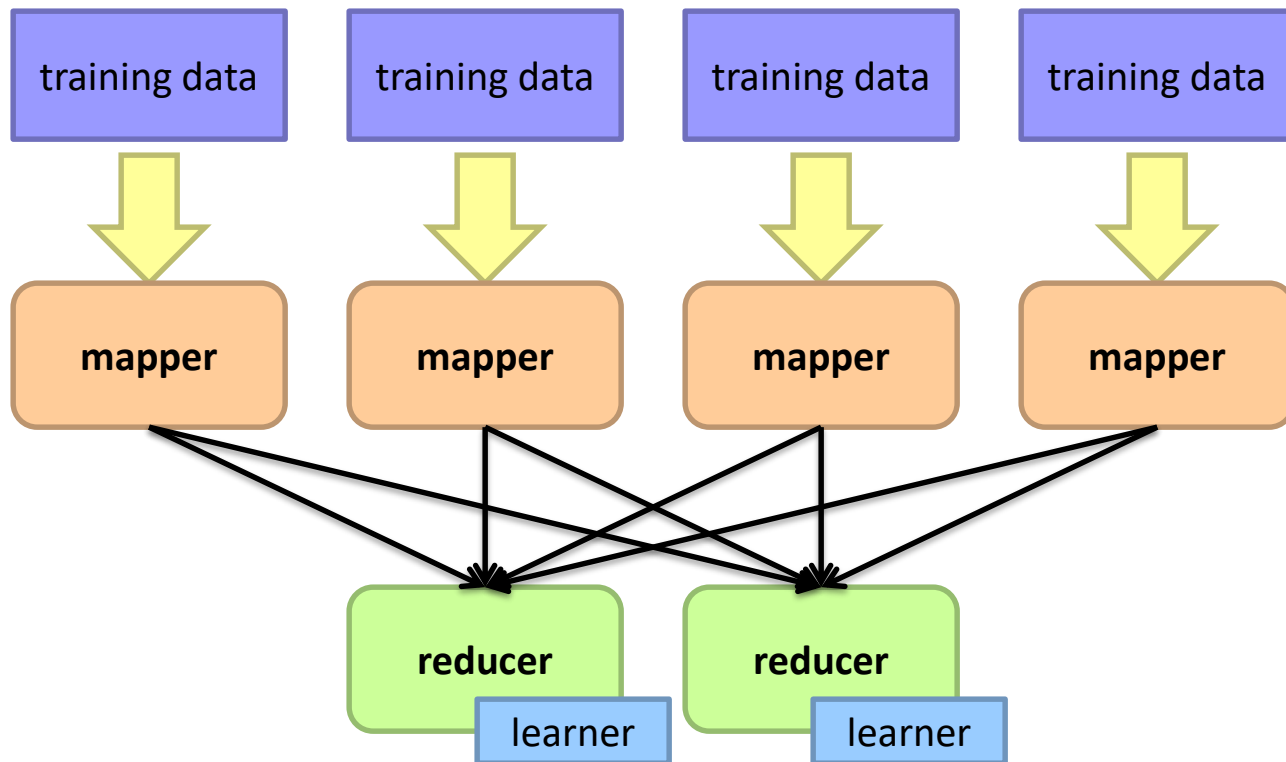 training data
training data
training data
training data
mapper
mapper
mapper
mapper
reducer
reducer
learner
learner